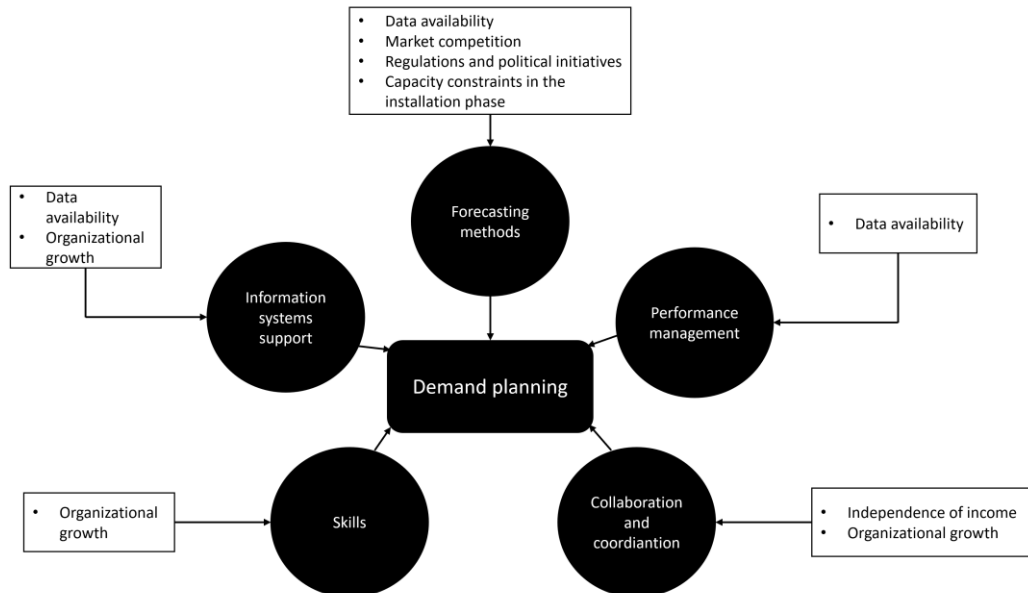 • Data availability
• Market competition
• Regulations and political initiatives
• Capacity constraints in the
installation phase
Forecasting
methods
• Data
availability
• Organizational
growth
• Data availability
Information
systems
support
Performance
management
Demand planning
• Organizational
growth
Skills
Collaboration
and
coordiantion
• Independence of income
• Organizational growth